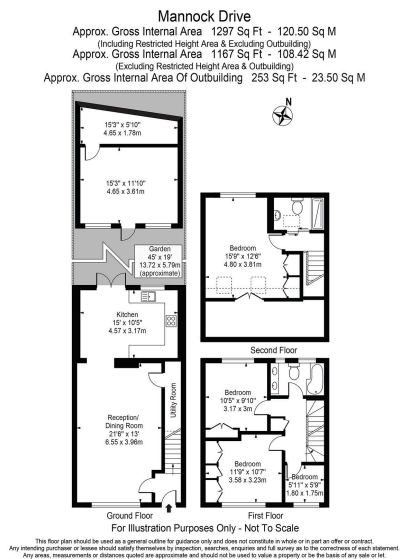 Mannock Drive
Approx. Gross Internal Area 1297 Sq Ft - 120.50 Sq M
(Including Restricted Height Area & Excluding Outbuilding)
Approx. Gross Internal Area 1167 Sq Ft - 108.42 Sq M
(Excluding Restricted Height Area & Outbuilding)
Approx. Gross Internal Area Of Outbuilding 253 Sq Ft - 23.50 Sq M
N
15'3" x 5'10"
4.65 x 1.78m
15'3" x 11'10"
4.65 x 3.61m
Garden
45' x 19'
13.72 x 5.79m
(approximate)
Kitchen
15' x 10'5"
4.57 x 3.17m
Utility Room
Reception/
Dining Room
21'6" x 13'
6.55 x 3.96m
Ground Floor
Bedroom
15'9" x 12'6"
4.80 x 3.81m
Second Floor
Bedroom
10'5" x 9'10"
3.17 x 3m
Bedroom
11'9" x 10'7"
3.58 x 3.23m
Bedroom
5'11" x 5'9"
1.80 x 1.75m
First Floor
For Illustration Purposes Only - Not To Scale
This floor plan should be used as a general outline for guidance only and does not constitute in whole or in part an offer or contract.
Any intending purchaser or lessee should satisfy themselves by inspection, searches, enquiries and full survey as to the correctness of each statement
Any areas, measurements or distances quoted are approximate and should not be used to value a property or be the basis of any sale or let.